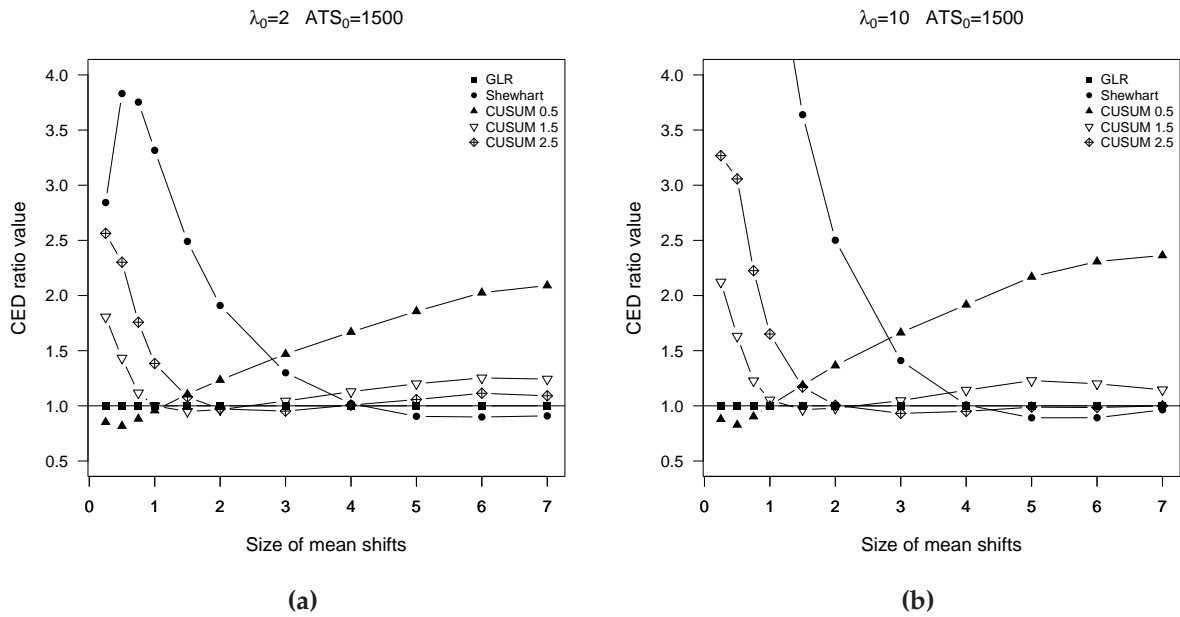 λ₀=2 ATS₀=1500
CED ratio value
4.0
3.5
3.0
2.5
2.0
1.5
1.0
0.5
GLR
Shewhart
CUSUM 0.5
CUSUM 1.5
CUSUM 2.5
0 1 2 3 4 5 6 7
Size of mean shifts
(a)
λ₀=10 ATS₀=1500
CED ratio value
4.0
3.5
3.0
2.5
2.0
1.5
1.0
0.5
GLR
Shewhart
CUSUM 0.5
CUSUM 1.5
CUSUM 2.5
0 1 2 3 4 5 6 7
Size of mean shifts
(b)